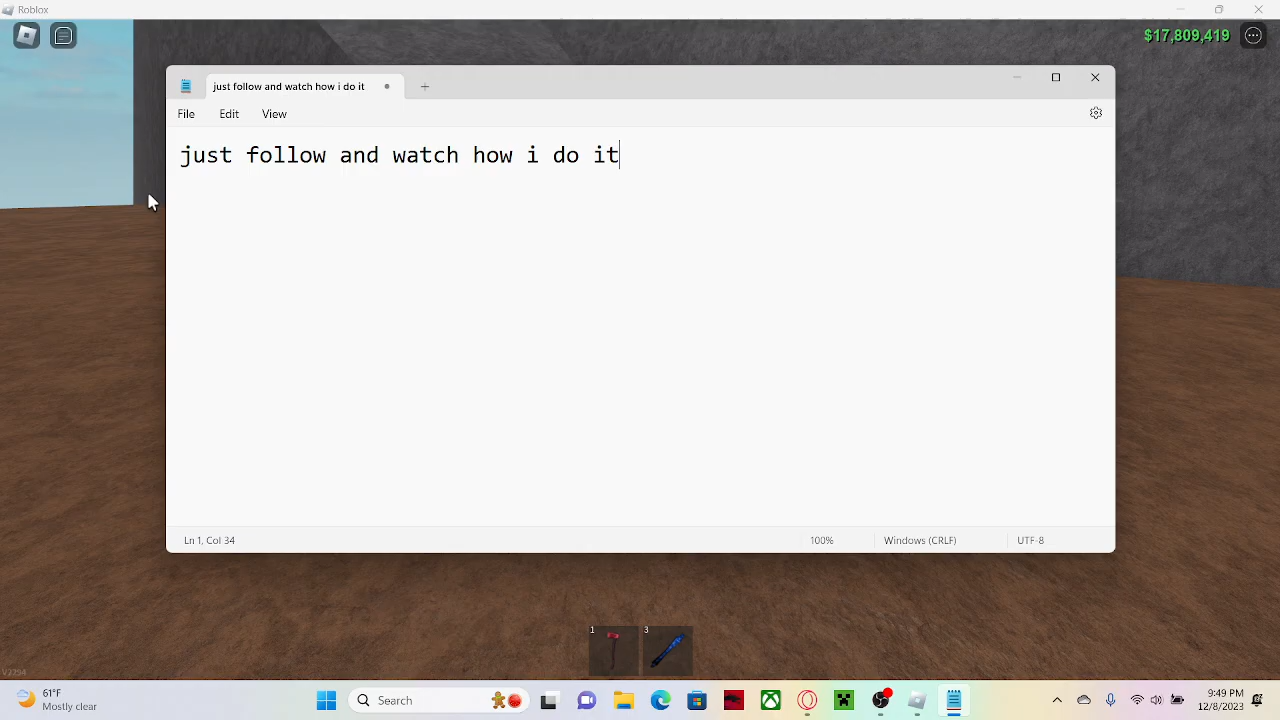 Roblox
$17,809,419
just follow and watch how i do it
File Edit View
just follow and watch how i do it
Ln 1, Col 34 100% Windows (CRLF) UTF-8
1 3
V2294
61°F
Mostly clear
Search
9:49 PM
12/8/2023